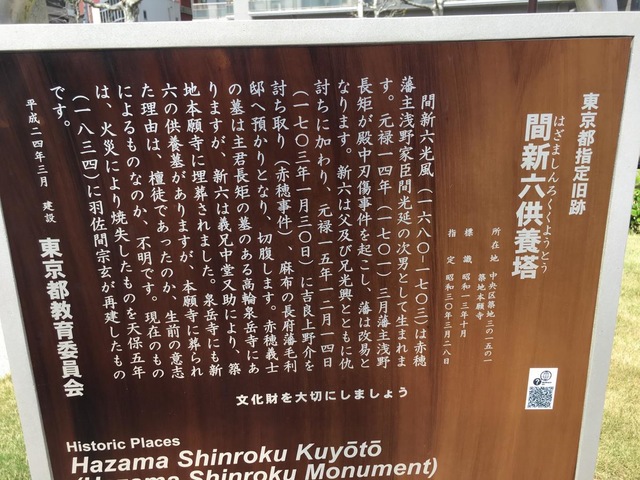 東京都指定旧跡
はざましんろくくようとう
間新六供養塔
所在地 中央区築地三の一五の一
築地本願寺
標識 昭和一三年十月
指定 昭和三〇年三月二八日
間新六光風(一六八〇-一七〇三)は赤穂
藩主浅野家臣間光延の次男として生まれま
す。元禄一四年(一七〇一)三月藩主浅野
長矩が殿中刃傷事件を起こし、藩は改易と
なります。新六は父及び兄光興とともに仇
討ちに加わり、元禄一五年一二月一四日
(一七〇三年一月三〇日)に吉良上野介を
討ち取り(赤穂事件)、麻布の長府藩毛利
邸へ預かりとなり、切腹します。赤穂義士
の墓は主君長矩の墓のある高輪泉岳寺にあ
りますが、新六は義兄中堂又助により、築
地本願寺に埋葬されました。泉岳寺にも新
六の供養墓がありますが、本願寺に葬られ
た理由は、檀徒であったのか、生前の意志
によるものなのか、不明です。現在のもの
は、火災により焼失したものを天保五年
(一八三四)に羽佐間宗玄が再建したもの
です。
平成二四年三月 建設
東京都教育委員会
文化財を大切にしましょう
Historic Places
Hazama Shinroku Kuyōtō
(Hazama Shinroku Monument)